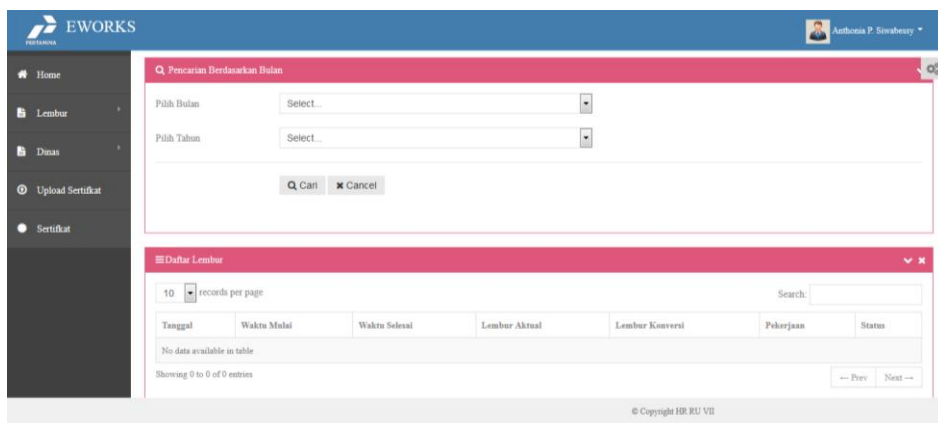 EWORKS
PERTAMINA
Anthonia P. Siwabessy
Home
Lembur
Dinas
Upload Sertifkat
Sertifkat
Pencarian Berdasarkan Bulan
Pilih Bulan Select...
Pilih Tahun Select...
Cari Cancel
Daftar Lembur
10 records per page Search:
Tanggal Waktu Mulai Waktu Selesai Lembur Aktual Lembur Konversi Pekerjaan Status
No data available in table
Showing 0 to 0 of 0 entries
← Prev Next →
© Copyright HR RU VII